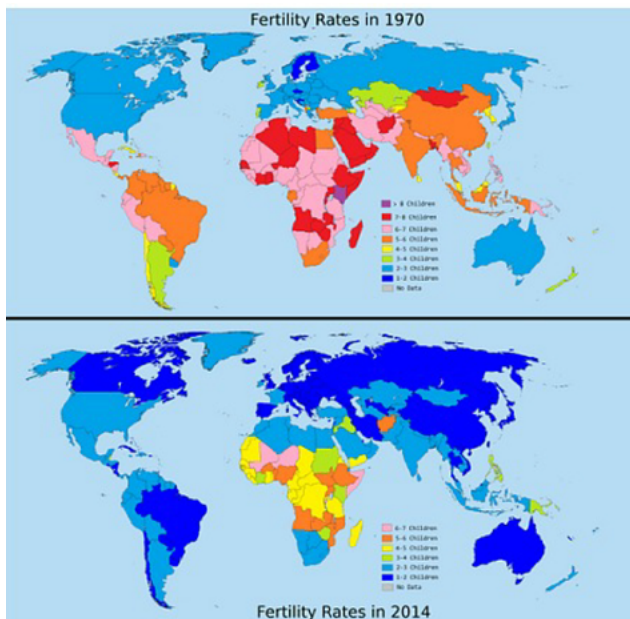 Fertility Rates in 1970
> 8 Children
7-8 Children
6-7 Children
5-6 Children
4-5 Children
3-4 Children
2-3 Children
1-2 Children
No Data
6-7 Children
5-6 Children
4-5 Children
3-4 Children
2-3 Children
1-2 Children
No Data
Fertility Rates in 2014